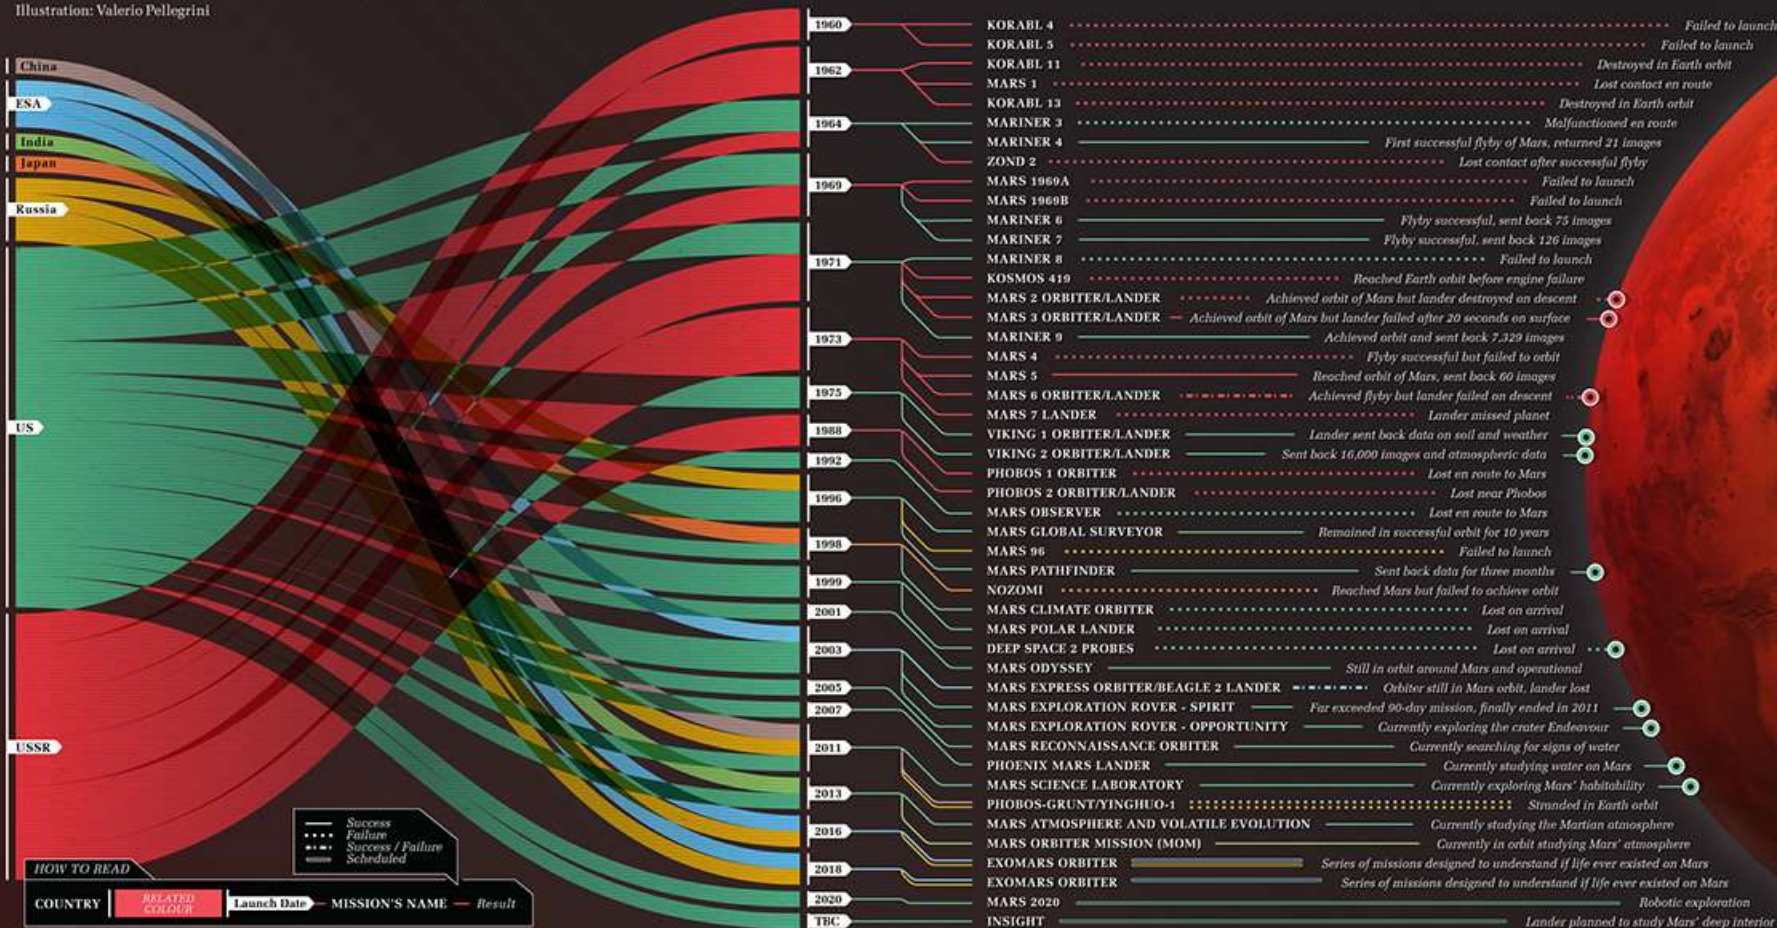 Illustration: Valerio Pellegrini
China
ESA
India
Japan
Russia
US
USSR
1960
1962
1964
1969
1971
1973
1975
1988
1992
1996
1998
1999
2001
2003
2005
2007
2011
2013
2016
2018
2020
TBC
KORABL 4 Failed to launch
KORABL 5 Failed to launch
KORABL 11 Destroyed in Earth orbit
MARS 1 Lost contact en route
KORABL 13 Destroyed in Earth orbit
MARINER 3 Malfunctioned en route
MARINER 4 First successful flyby of Mars, returned 21 images
ZOND 2 Lost contact after successful flyby
MARS 1969A Failed to launch
MARS 1969B Failed to launch
MARINER 6 Flyby successful, sent back 75 images
MARINER 7 Flyby successful, sent back 126 images
MARINER 8 Failed to launch
KOSMOS 419 Reached Earth orbit before engine failure
MARS 2 ORBITER/LANDER Achieved orbit of Mars but lander destroyed on descent
MARS 3 ORBITER/LANDER Achieved orbit of Mars but lander failed after 20 seconds on surface
MARINER 9 Achieved orbit and sent back 7,329 images
MARS 4 Flyby successful but failed to orbit
MARS 5 Reached orbit of Mars, sent back 60 images
MARS 6 ORBITER/LANDER Achieved flyby but lander failed on descent
MARS 7 LANDER Lander missed planet
VIKING 1 ORBITER/LANDER Lander sent back data on soil and weather
VIKING 2 ORBITER/LANDER Sent back 16,000 images and atmospheric data
PHOBOS 1 ORBITER Lost en route to Mars
PHOBOS 2 ORBITER/LANDER Lost near Phobos
MARS OBSERVER Lost en route to Mars
MARS GLOBAL SURVEYOR Remained in successful orbit for 10 years
MARS 96 Failed to launch
MARS PATHFINDER Sent back data for three months
NOZOMI Reached Mars but failed to achieve orbit
MARS CLIMATE ORBITER Lost on arrival
MARS POLAR LANDER Lost on arrival
DEEP SPACE 2 PROBES Lost on arrival
MARS ODYSSEY Still in orbit around Mars and operational
MARS EXPRESS ORBITER/BEAGLE 2 LANDER Orbiter still in Mars orbit, lander lost
MARS EXPLORATION ROVER - SPIRIT Far exceeded 90-day mission, finally ended in 2011
MARS EXPLORATION ROVER - OPPORTUNITY Currently exploring the crater Endeavour
MARS RECONNAISSANCE ORBITER Currently searching for signs of water
PHOENIX MARS LANDER Currently studying water on Mars
MARS SCIENCE LABORATORY Currently exploring Mars' habitability
PHOBOS-GRUNT/YINGHUO-1 Stranded in Earth orbit
MARS ATMOSPHERE AND VOLATILE EVOLUTION Currently studying the Martian atmosphere
MARS ORBITER MISSION (MOM) Currently in orbit studying Mars' atmosphere
EXOMARS ORBITER Series of missions designed to understand if life ever existed on Mars
EXOMARS ORBITER Series of missions designed to understand if life ever existed on Mars
MARS 2020 Robotic exploration
INSIGHT Lander planned to study Mars' deep interior
Success
Failure
Success / Failure
Scheduled
HOW TO READ
COUNTRY
RELATED
COLOUR
Launch Date
MISSION'S NAME
Result